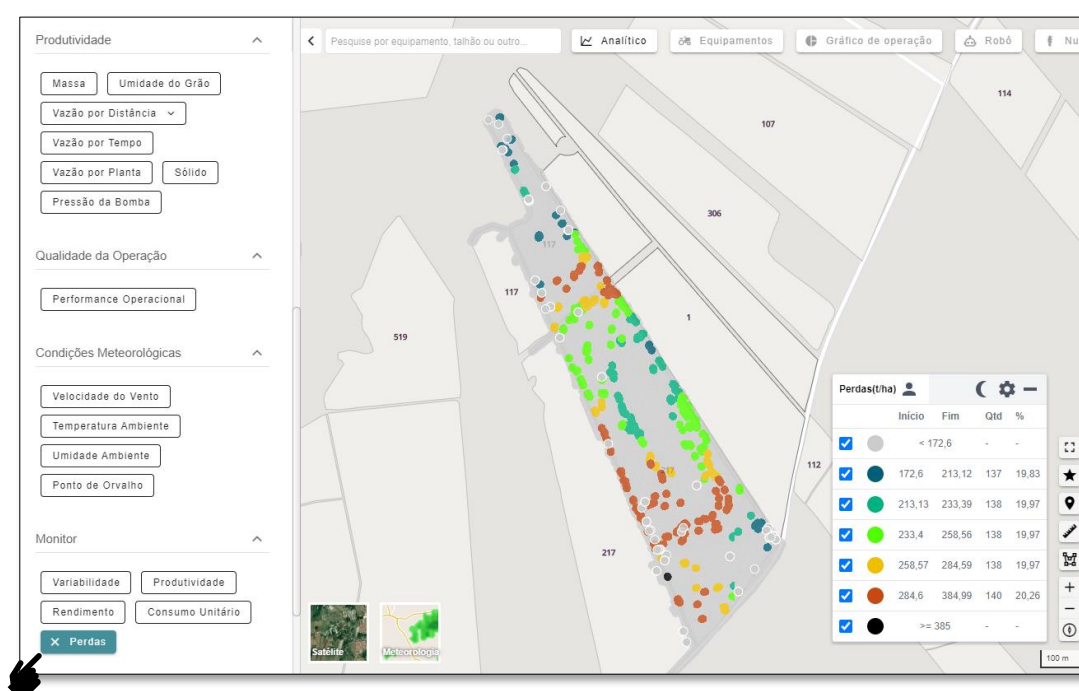 Produtividade
Massa
Umidade do Grão
Vazão por Distância
Vazão por Tempo
Vazão por Planta
Sólido
Pressão da Bomba
Qualidade da Operação
Performance Operacional
Condições Meteorológicas
Velocidade do Vento
Temperatura Ambiente
Umidade Ambiente
Ponto de Orvalho
Monitor
Variabilidade
Produtividade
Rendimento
Consumo Unitário
× Perdas
Pesquise por equipamento, talhão ou outro...
Analítico
Equipamentos
Gráfico de operação
Robô
Nu
114
107
306
117
117
1
519
112
217
Satélite
Meteorologia
Perdas(t/ha)
Início Fim Qtd %
< 172,6 - -
172,6 213,12 137 19,83
213,13 233,39 138 19,97
233,4 258,56 138 19,97
258,57 284,59 138 19,97
284,6 384,99 140 20,26
>= 385 - -
100 m